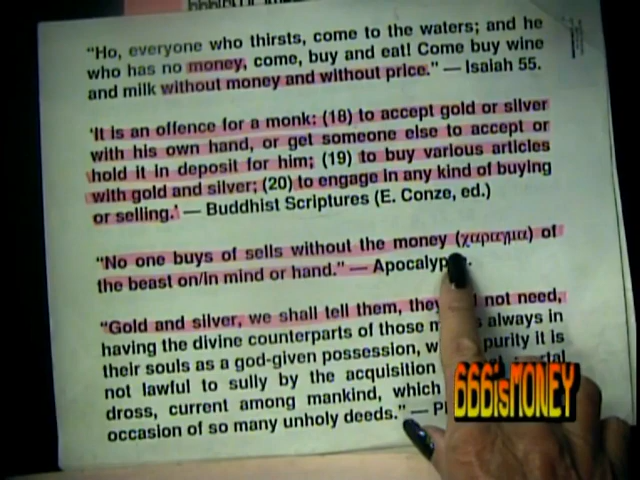 “Ho, everyone who thirsts, come to the waters; and he
who has no money, come, buy and eat! Come buy wine
and milk without money and without price.” — Isaiah 55.
‘It is an offence for a monk: (18) to accept gold or silver
with his own hand, or get someone else to accept or
hold it in deposit for him; (19) to buy various articles
with gold and silver; (20) to engage in any kind of buying
or selling.’ — Buddhist Scriptures (E. Conze, ed.)
“No one buys of sells without the money (χαραγμα) of
the beast on/in mind or hand.” — Apocalyp
“Gold and silver, we shall tell them, they not need,
having the divine counterparts of those always in
their souls as a god-given possession, purity it is
not lawful to sully by the acquisition
dross, current among mankind, which
occasion of so many unholy deeds.” —
666isMONEY